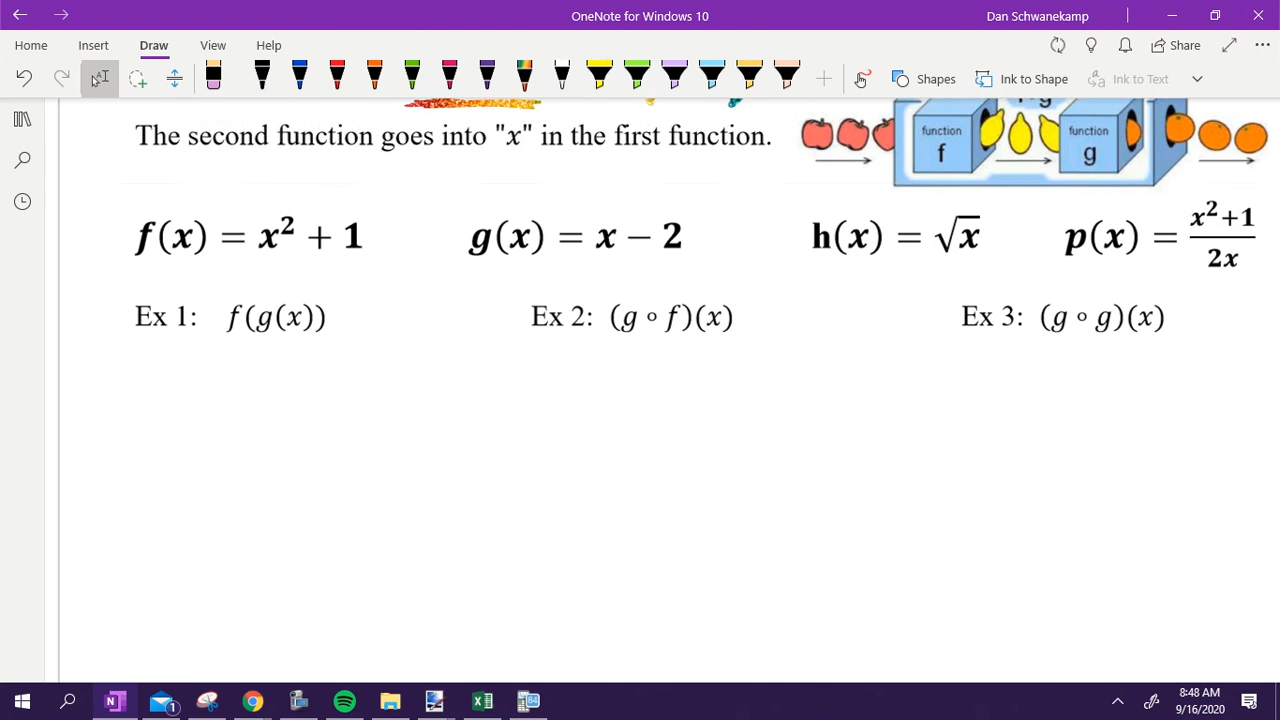 OneNote for Windows 10
Dan Schwanekamp
Home Insert Draw View Help
Share
Shapes Ink to Shape Ink to Text
The second function goes into "x" in the first function.
function f
function g
f(x) = x² + 1 g(x) = x − 2 h(x) = √x p(x) = (x²+1)/(2x)
Ex 1: f(g(x)) Ex 2: (g ∘ f)(x) Ex 3: (g ∘ g)(x)
8:48 AM
9/16/2020